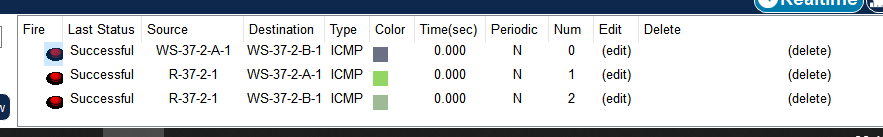 Realtime
Fire Last Status Source Destination Type Color Time(sec) Periodic Num Edit Delete
Successful WS-37-2-A-1 WS-37-2-B-1 ICMP 0.000 N 0 (edit) (delete)
Successful R-37-2-1 WS-37-2-A-1 ICMP 0.000 N 1 (edit) (delete)
Successful R-37-2-1 WS-37-2-B-1 ICMP 0.000 N 2 (edit) (delete)